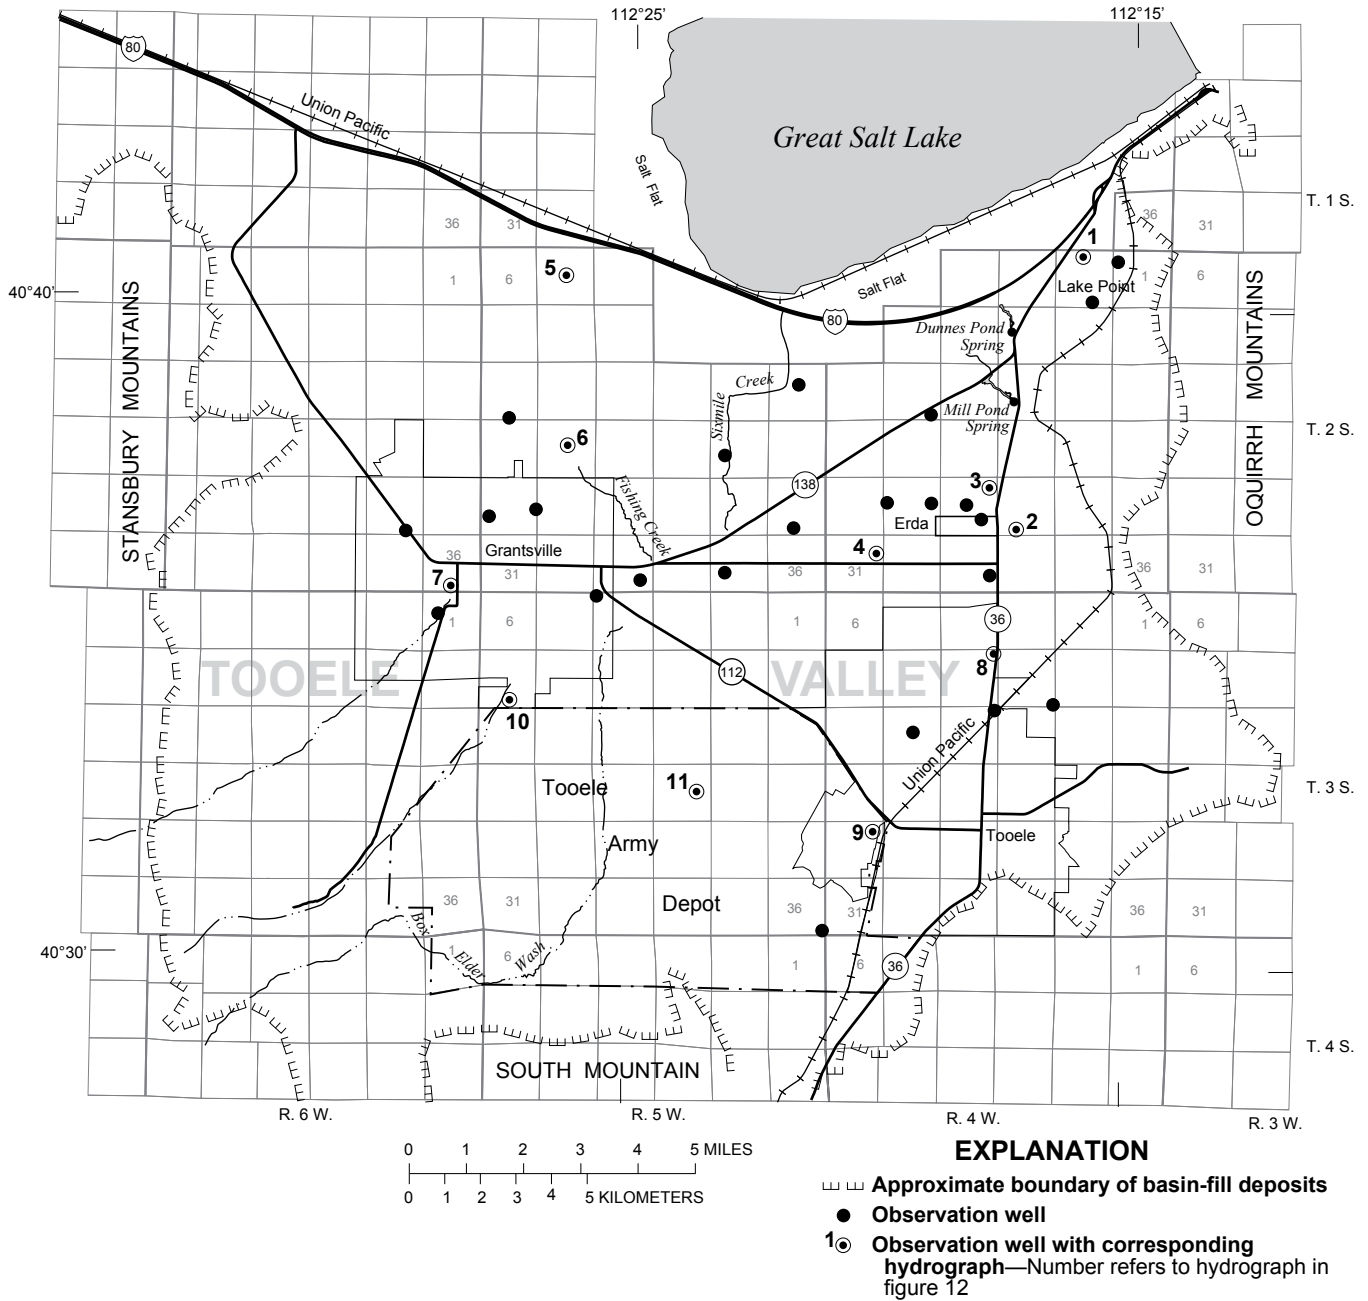 112°25'
112°15'
80
Union Pacific
Great Salt Lake
Salt Flat
T. 1 S.
36
31
36
31
1
5
1
6
Lake Point
1
6
Salt Flat
40°40'
80
Dunnes Pond
Spring
STANSBURY MOUNTAINS
OQUIRRH MOUNTAINS
Creek
Sixmile
Mill Pond
Spring
T. 2 S.
6
138
3
Fishing Creek
Erda
2
Grantsville
4
36
31
36
31
36
31
7
1
6
1
6
36
1
6
8
TOOELE VALLEY
112
10
Union Pacific
Tooele
11
T. 3 S.
9
Tooele
Army
Depot
36
31
36
31
36
31
Box
Elder
Wash
40°30'
1
6
1
6
36
1
6
SOUTH MOUNTAIN
T. 4 S.
R. 6 W.
R. 5 W.
R. 4 W.
R. 3 W.
0 1 2 3 4 5 MILES
0 1 2 3 4 5 KILOMETERS
EXPLANATION
Approximate boundary of basin-fill deposits
Observation well
1 Observation well with corresponding
hydrograph—Number refers to hydrograph in
figure 12